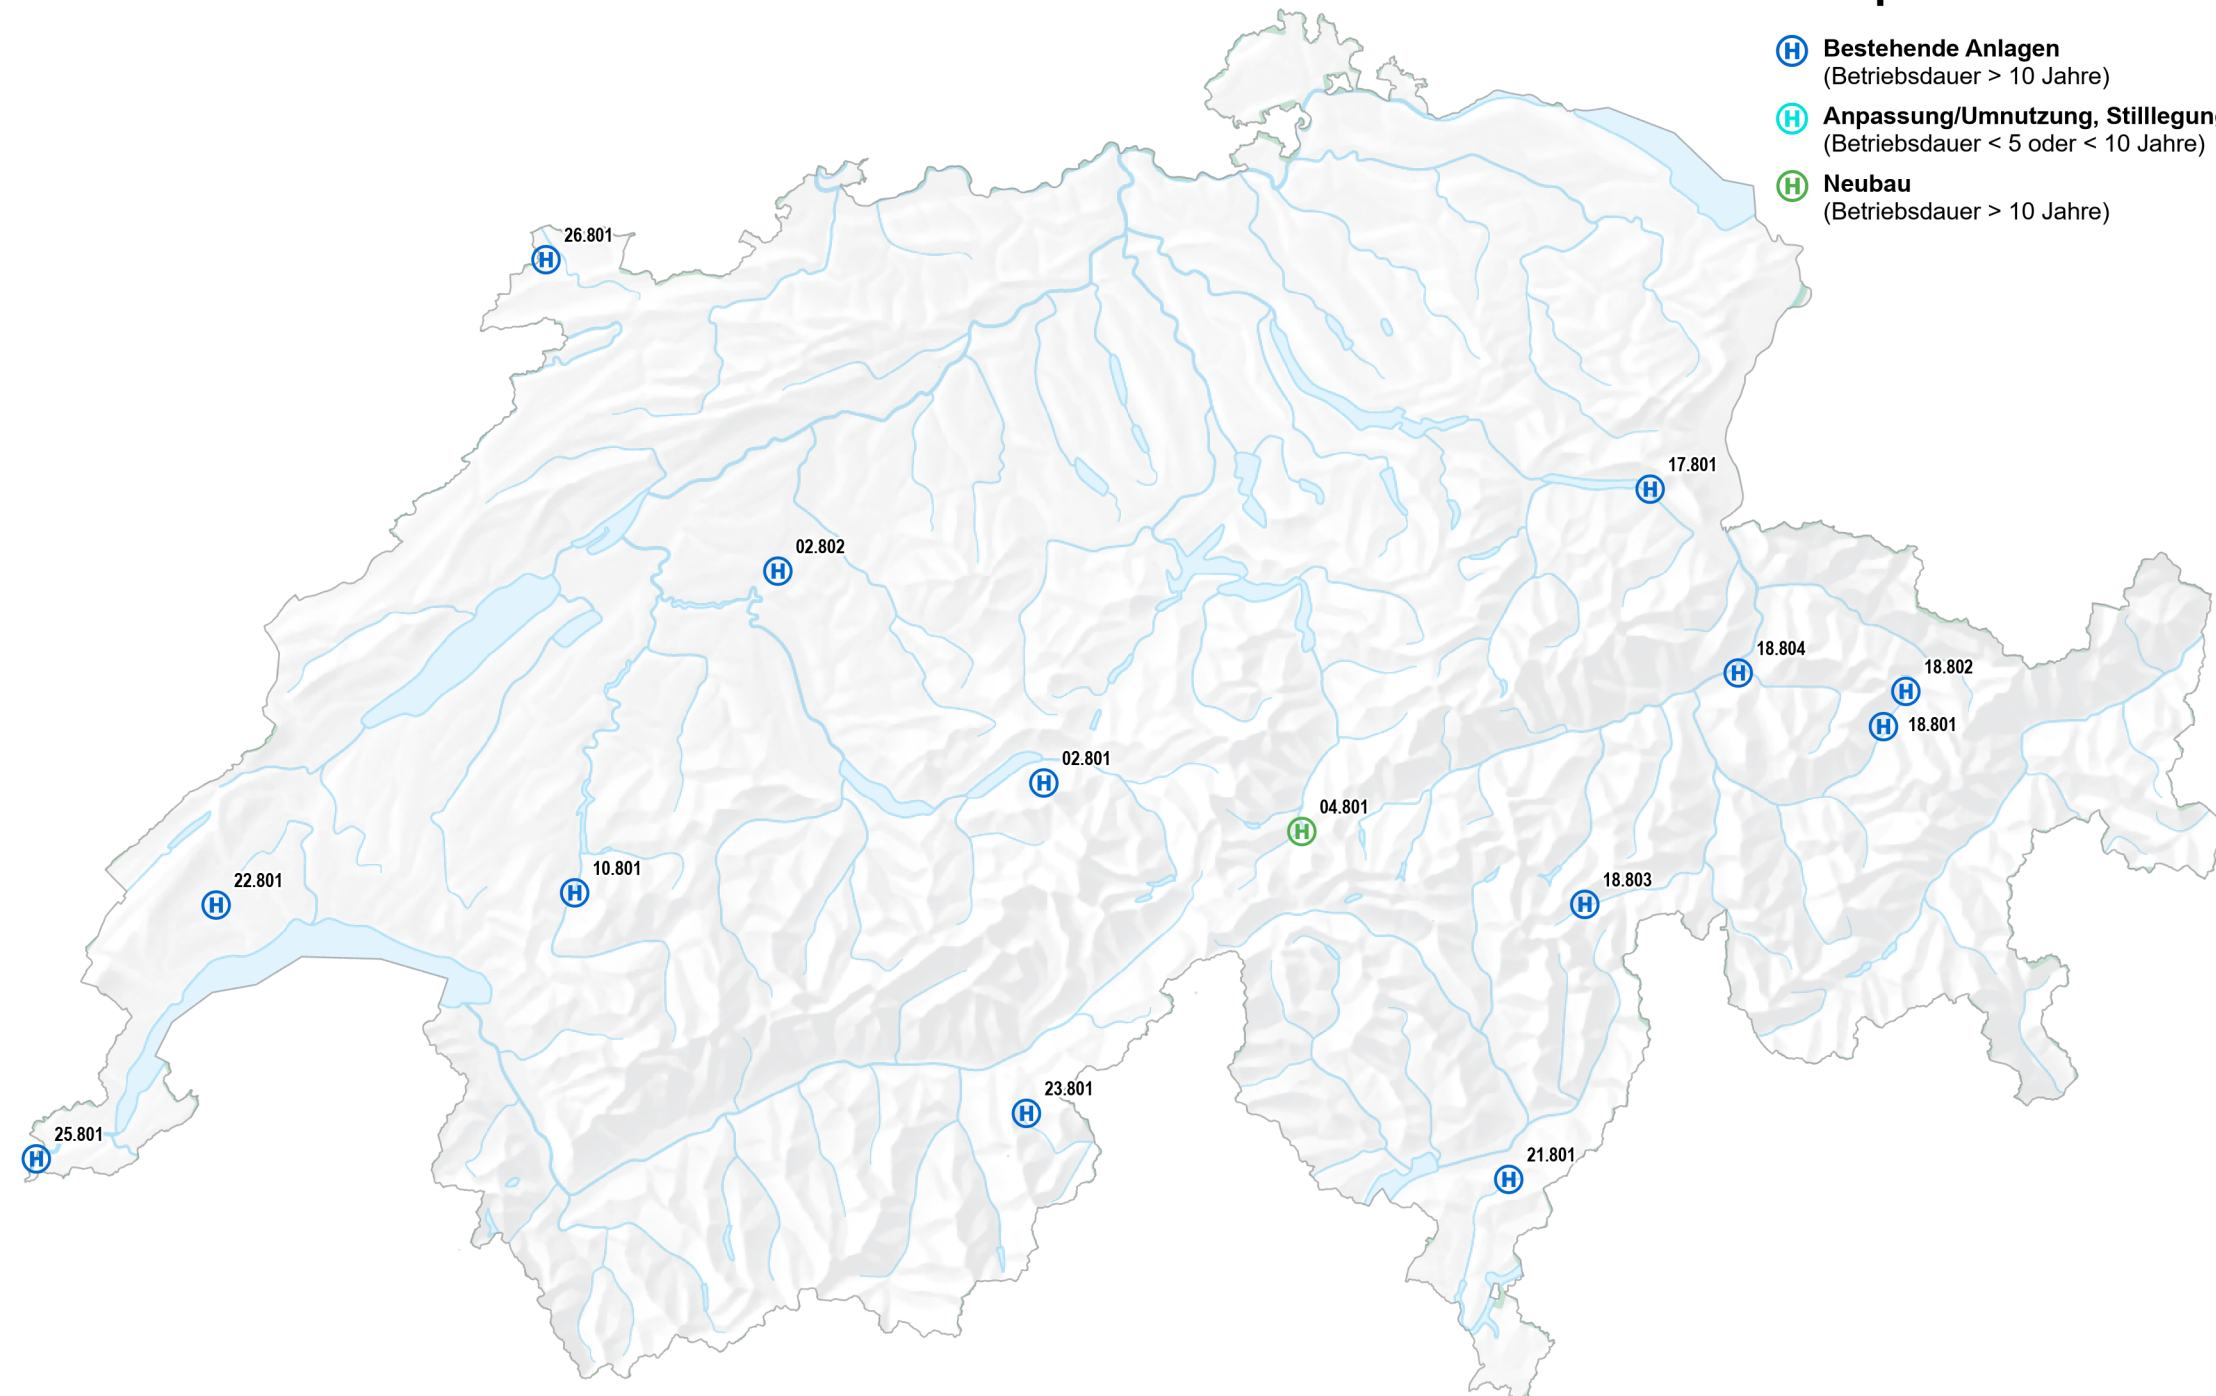 Bestehende Anlagen
(Betriebsdauer > 10 Jahre)
Anpassung/Umnutzung, Stilllegung
(Betriebsdauer < 5 oder < 10 Jahre)
Neubau
(Betriebsdauer > 10 Jahre)
26.801
17.801
02.802
18.804
18.802
18.801
02.801
04.801
10.801
22.801
18.803
23.801
25.801
21.801